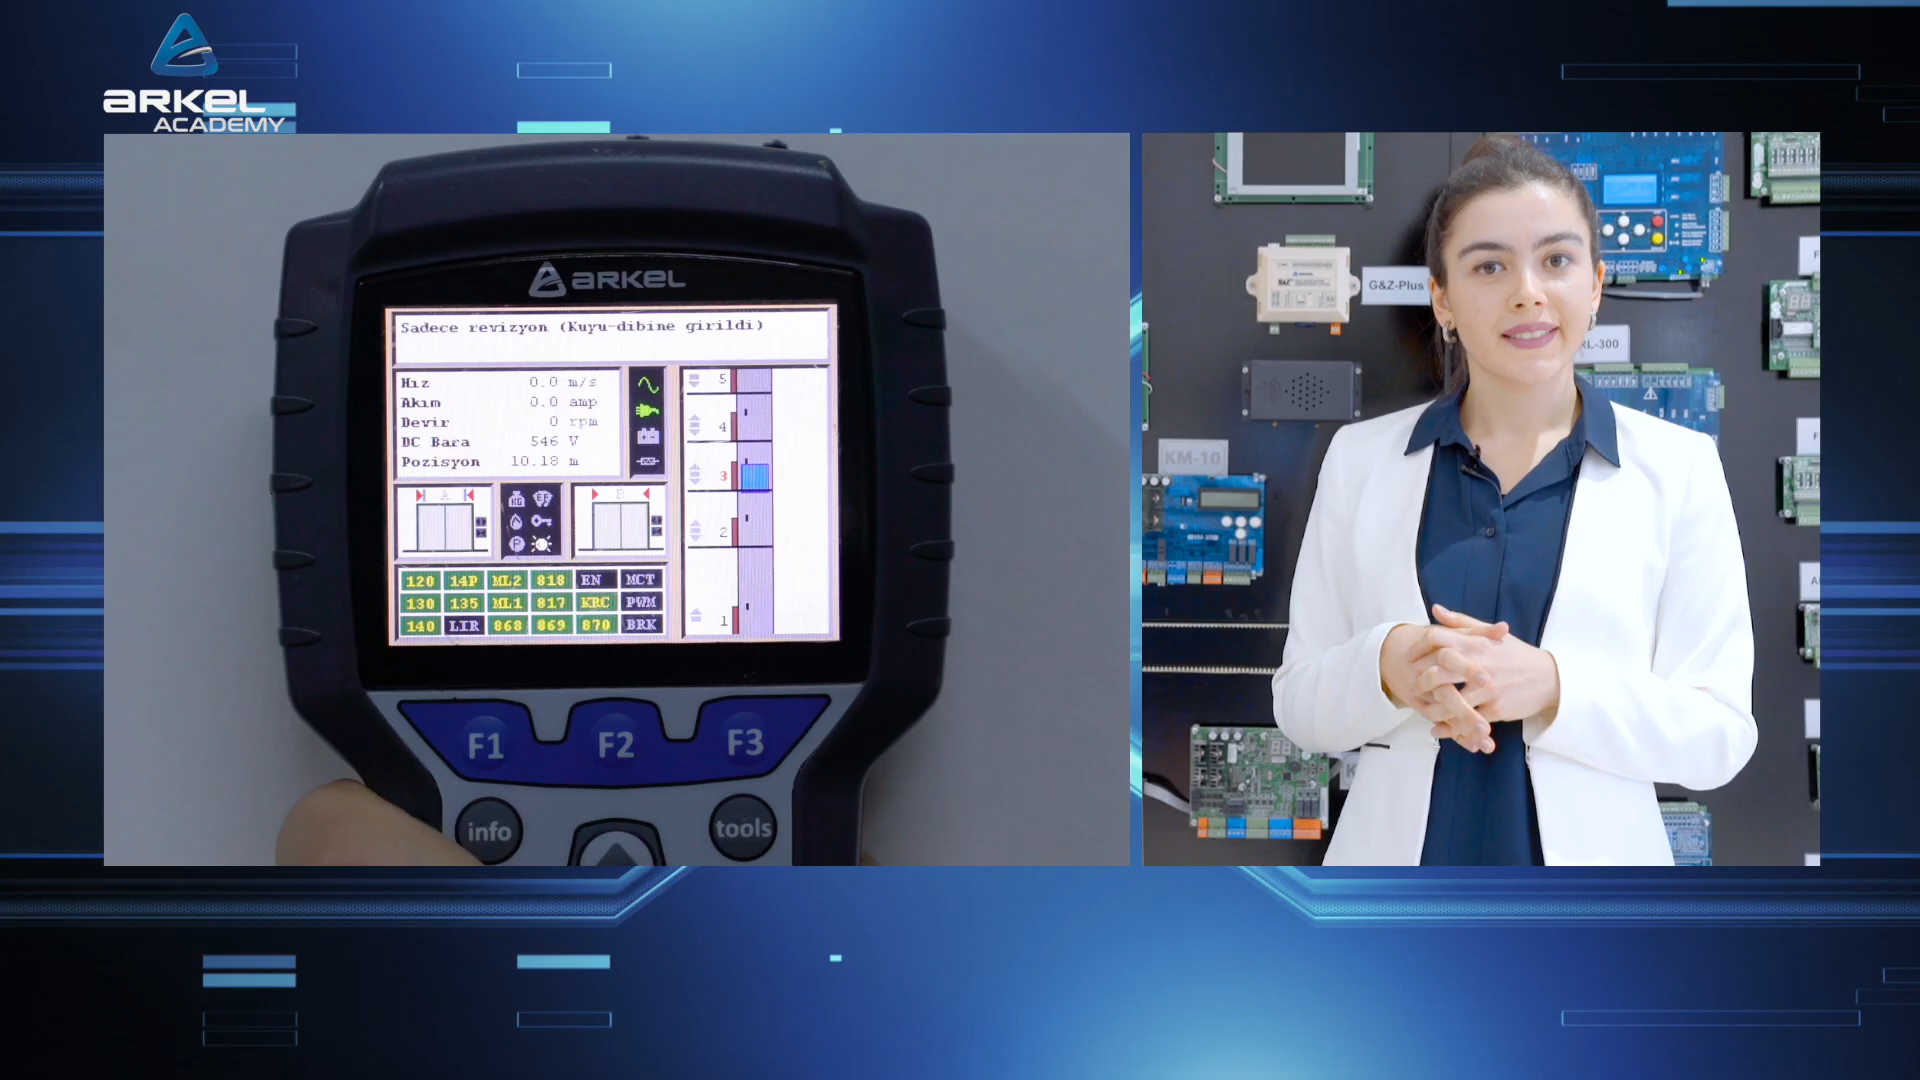 ARKEL
ACADEMY
ARKEL
Sadece revizyon (Kuyu-dibine girildi)
Hız 0.0 m/s
Akım 0.0 amp
Devir 0 rpm
DC Bara 546 V
Pozisyon 10.18 m
5
4
3
2
1
A
KG
P
B
120 14P ML2 818 EN MCT
130 135 ML1 817 KRC PWM
140 LIR 868 869 870 BRK
F1 F2 F3
info
tools
G&Z-Plus
RL-300
KM-10